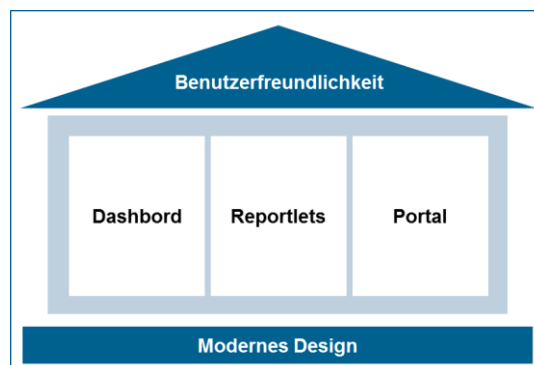 Benutzerfreundlichkeit
Dashbord
Reportlets
Portal
Modernes Design